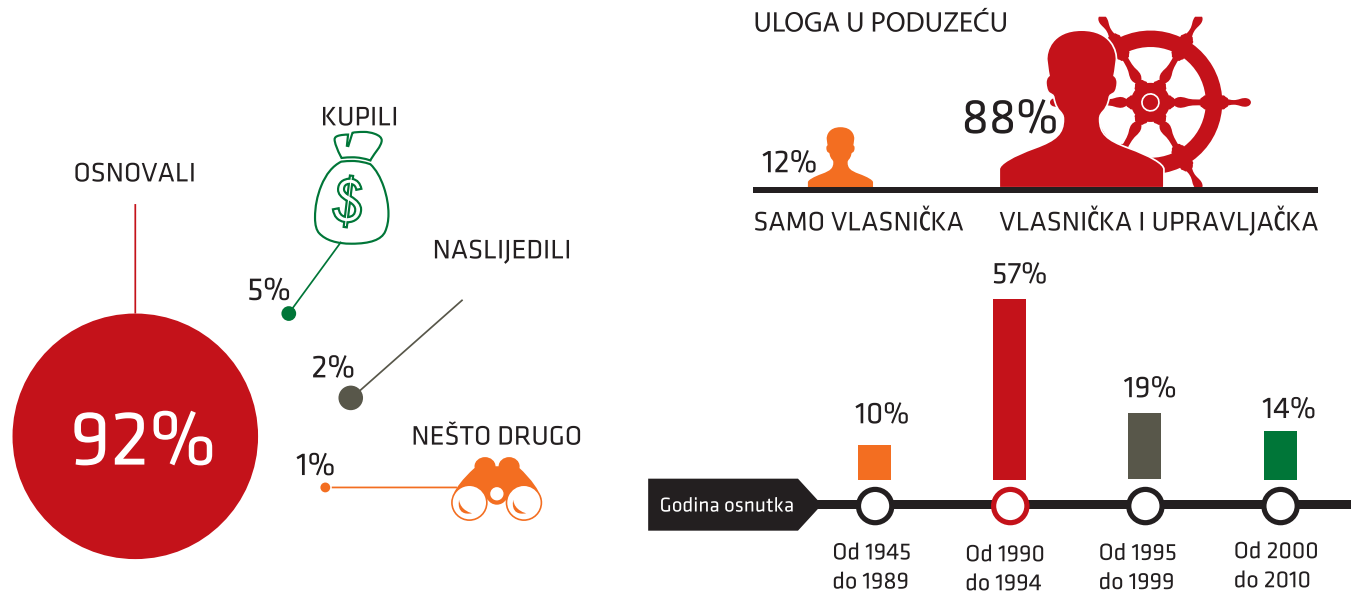 OSNOVALI
KUPILI
$
5%
NASLIJEDILI
2%
NEŠTO DRUGO
1%
92%
ULOGA U PODUZEĆU
12%
88%
SAMO VLASNIČKA
VLASNIČKA I UPRAVLJAČKA
10%
57%
19%
14%
Godina osnutka
Od 1945
do 1989
Od 1990
do 1994
Od 1995
do 1999
Od 2000
do 2010